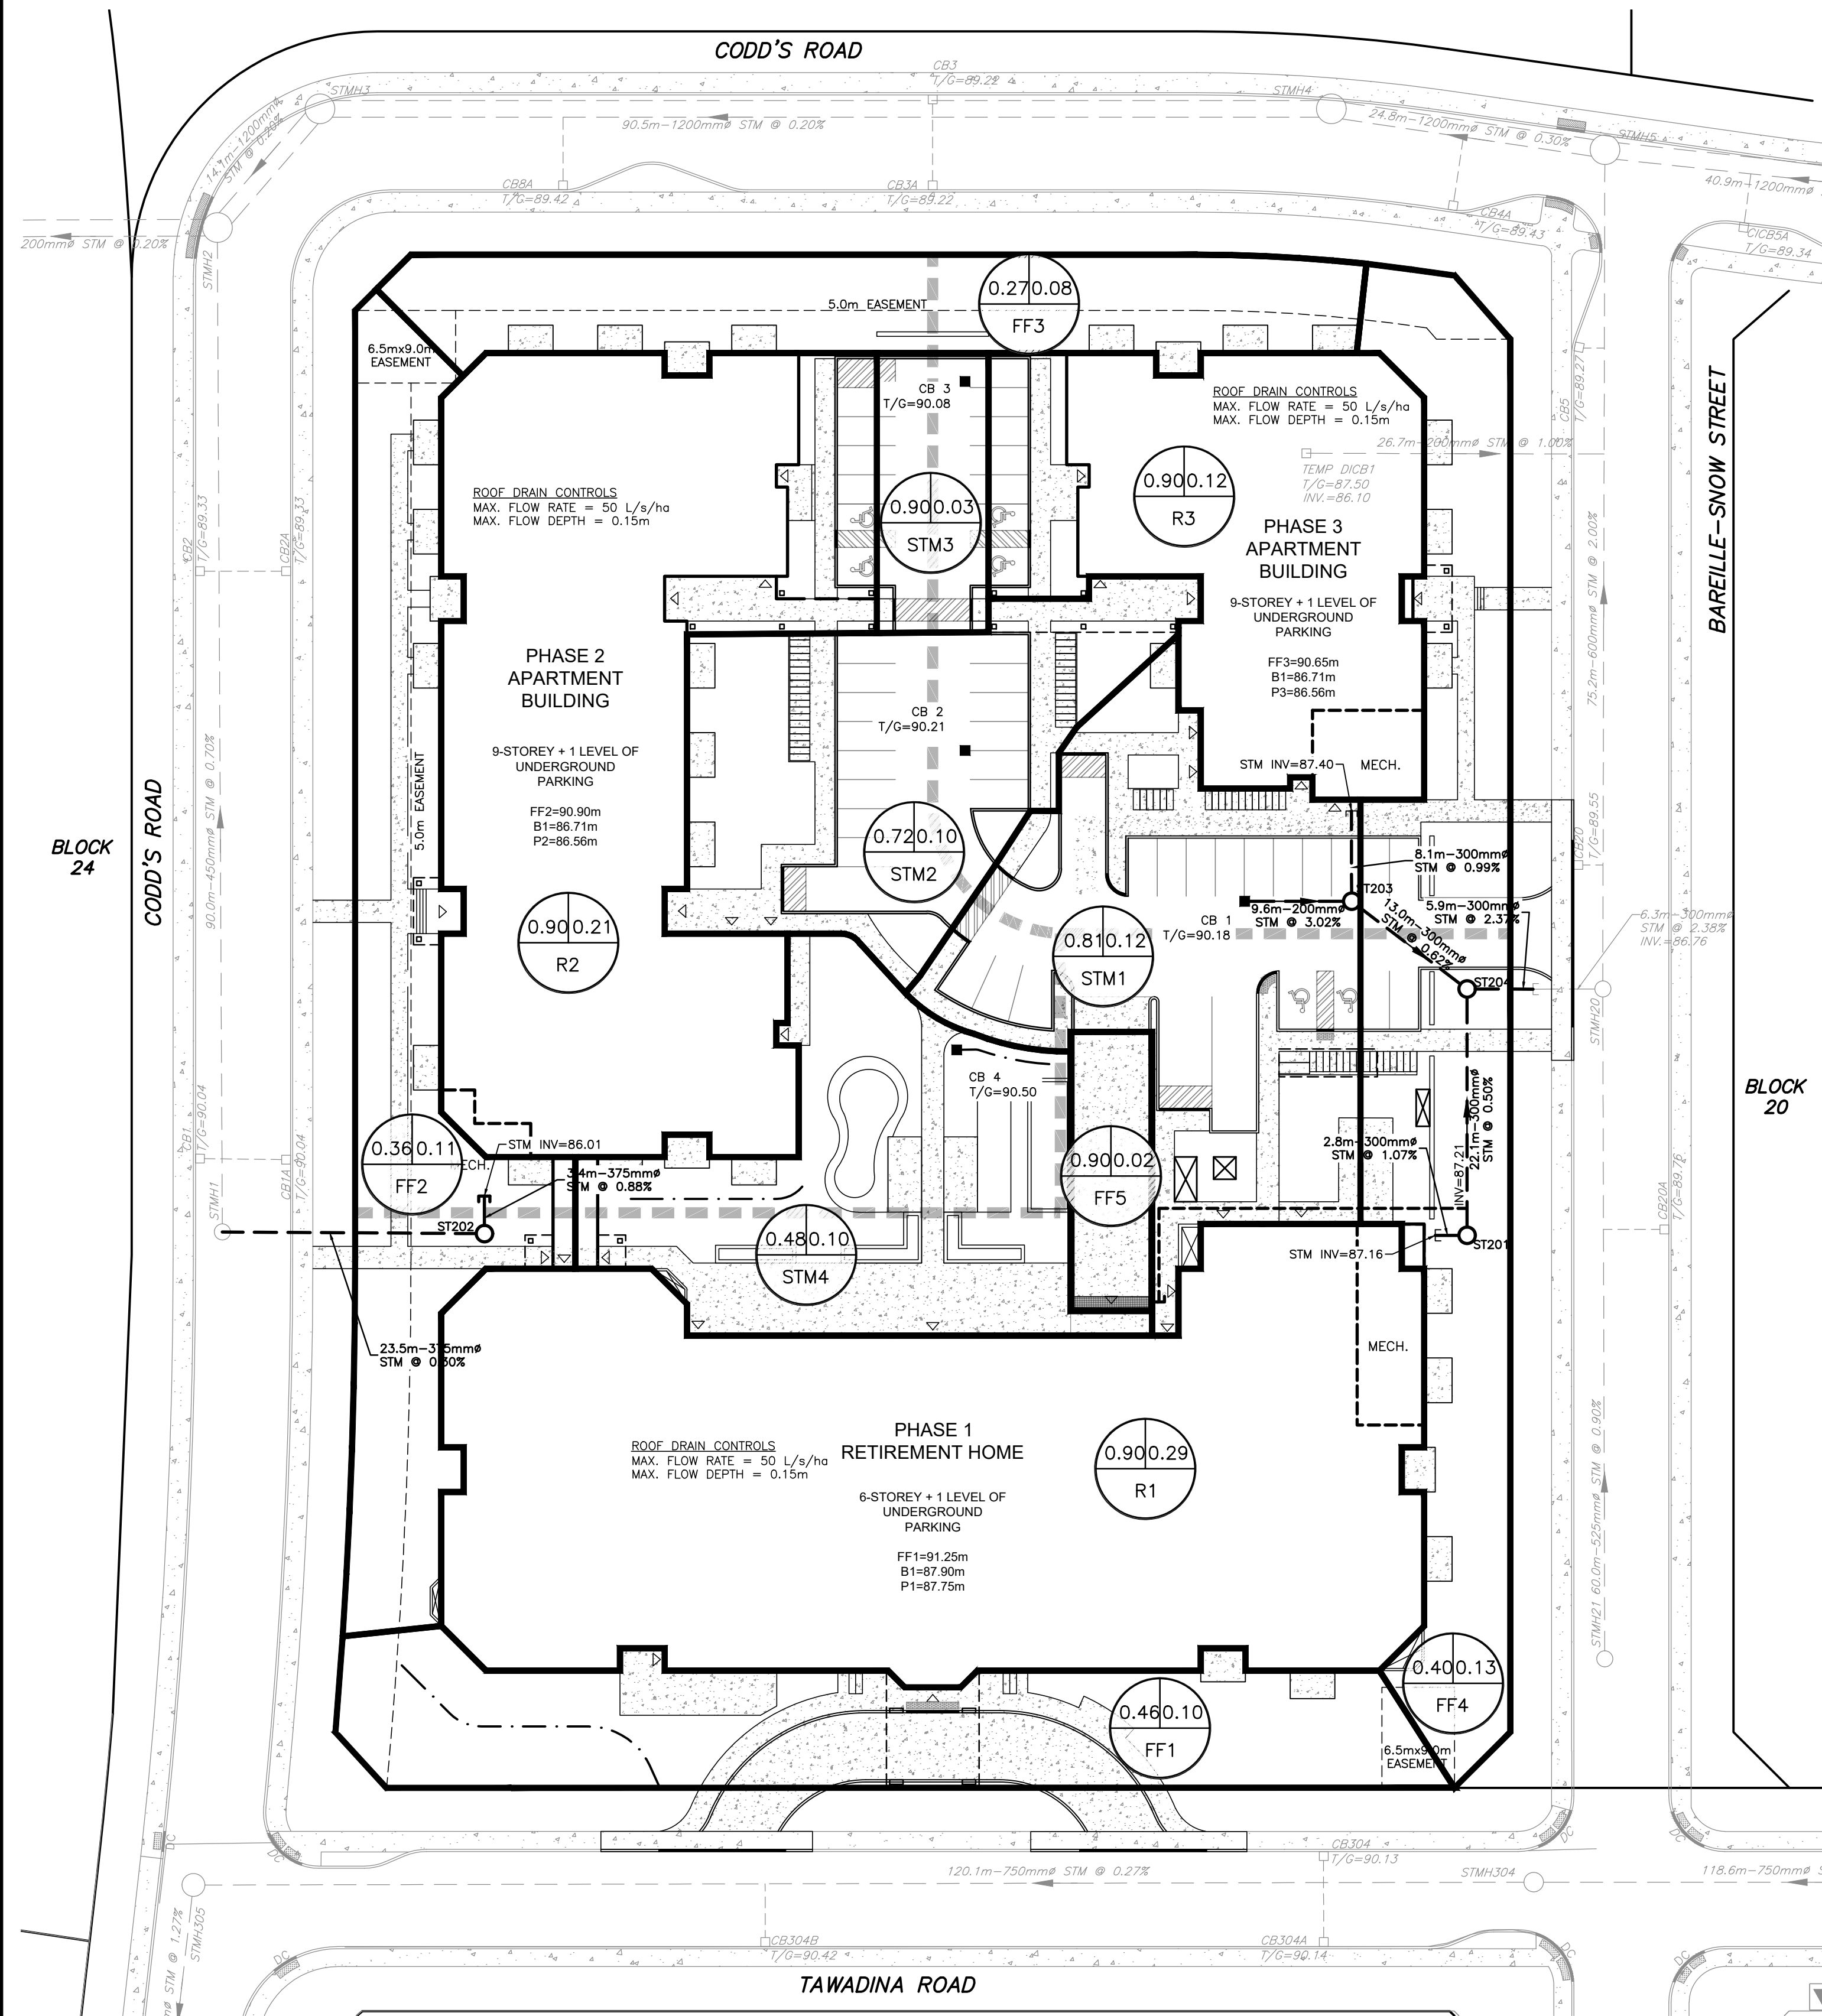 CODD'S ROAD
CB3
T/G=89.22
STMH3
STMH4
STMH5
14.1m-1200mmø
STM @ 0.20%
90.5m-1200mmø STM @ 0.20%
24.8m-1200mmø STM @ 0.30%
40.9m-1200mmø
CB8A
T/G=89.42
CB3A
T/G=89.22
CB4A
T/G=89.43
CICB5A
T/G=89.34
200mmø STM @ 0.20%
STMH2
0.27 0.08
FF3
5.0m EASEMENT
6.5mx9.0m
EASEMENT
CB 3
T/G=90.08
ROOF DRAIN CONTROLS
MAX. FLOW RATE = 50 L/s/ha
MAX. FLOW DEPTH = 0.15m
CB5
T/G=89.27
BAREILLE-SNOW STREET
26.7m-200mmø STM @ 1.00%
TEMP DICB1
T/G=87.50
INV.=86.10
0.90 0.12
R3
ROOF DRAIN CONTROLS
MAX. FLOW RATE = 50 L/s/ha
MAX. FLOW DEPTH = 0.15m
0.90 0.03
STM3
CB2
T/G=89.33
CB2A
T/G=89.33
PHASE 3
APARTMENT
BUILDING
9-STOREY + 1 LEVEL OF
UNDERGROUND
PARKING
FF3=90.65m
B1=86.71m
P3=86.56m
75.2m-600mmø STM @ 2.00%
PHASE 2
APARTMENT
BUILDING
9-STOREY + 1 LEVEL OF
UNDERGROUND
PARKING
FF2=90.90m
B1=86.71m
P2=86.56m
CB 2
T/G=90.21
STM INV=87.40
MECH.
5.0m EASEMENT
90.0m-450mmø STM @ 0.70%
CODD'S ROAD
BLOCK
24
0.72 0.10
STM2
CB20
T/G=89.55
8.1m-300mmø
STM @ 0.99%
ST203
9.6m-200mmø
STM @ 3.02%
13.0m-300mmø
STM @ 0.62%
5.9m-300mmø
STM @ 2.37%
6.3m-300mmø
STM @ 2.38%
INV.=86.76
CB 1
T/G=90.18
0.90 0.21
R2
0.81 0.12
STM1
ST204
STMH20
CB 4
T/G=90.50
BLOCK
20
CB1
T/G=90.04
CB1A
T/G=90.04
0.36 0.11
FF2
STM INV=86.01
3.4m-375mmø
STM @ 0.88%
0.90 0.02
FF5
2.8m-300mmø
STM @ 1.07%
INV=87.21
22.1m-300mmø
STM @ 0.50%
CB20A
T/G=89.76
STMH1
ST202
0.48 0.10
STM4
STM INV=87.16
ST201
23.5m-375mmø
STM @ 0.30%
MECH.
PHASE 1
RETIREMENT HOME
6-STOREY + 1 LEVEL OF
UNDERGROUND
PARKING
FF1=91.25m
B1=87.90m
P1=87.75m
ROOF DRAIN CONTROLS
MAX. FLOW RATE = 50 L/s/ha
MAX. FLOW DEPTH = 0.15m
0.90 0.29
R1
STMH21 60.0m-525mmø STM @ 0.90%
0.40 0.13
FF4
0.46 0.10
FF1
6.5mx9.0m
EASEMENT
DC
DC
DC
DC
CB304
T/G=90.13
120.1m-750mmø STM @ 0.27%
STMH304
118.6m-750mmø
STMH305
STM @ 1.27%
DC
DC
DC
CB304B
T/G=90.42
CB304A
T/G=90.14
TAWADINA ROAD